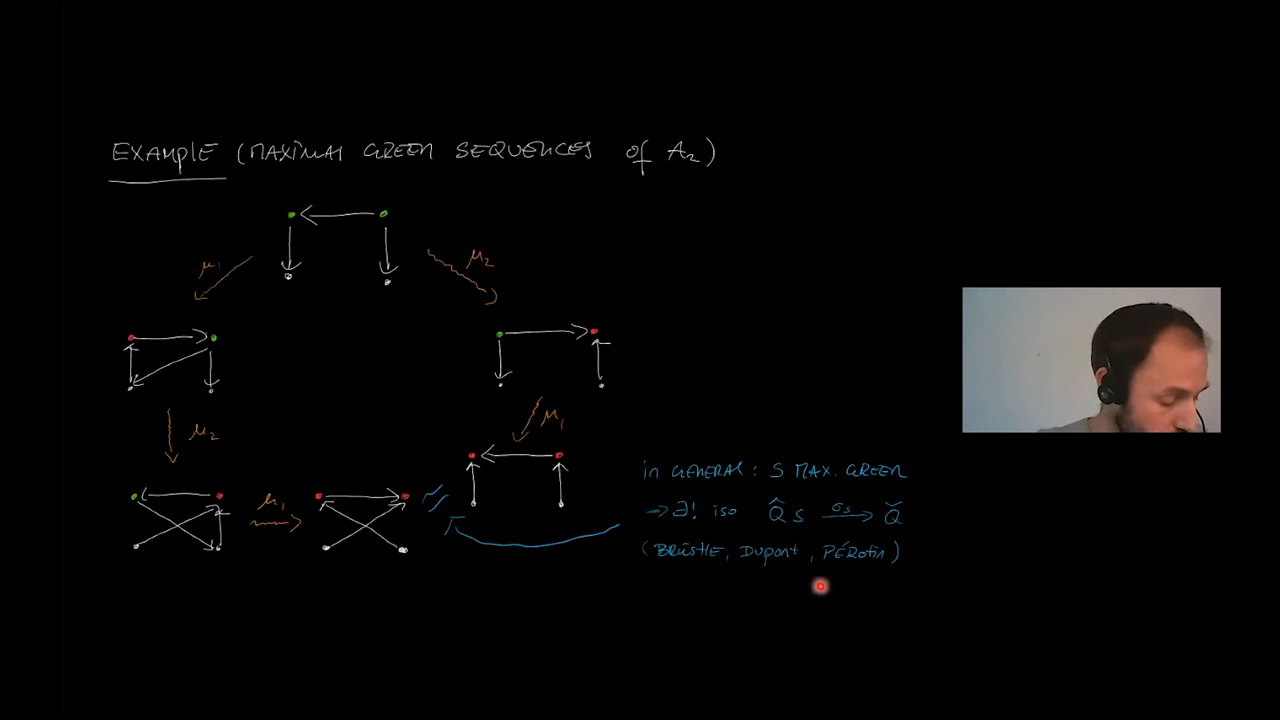 EXAMPLE (MAXIMAL GREEN SEQUENCES of A₂)
μ₁
μ₂
μ₂
μ₁
μ₁
in GENERAL : S MAX. GREEN
→ ∃! iso Q̂ S —σs→ Q̌
(BRÜSTLE, Dupont, PÉROTIN)